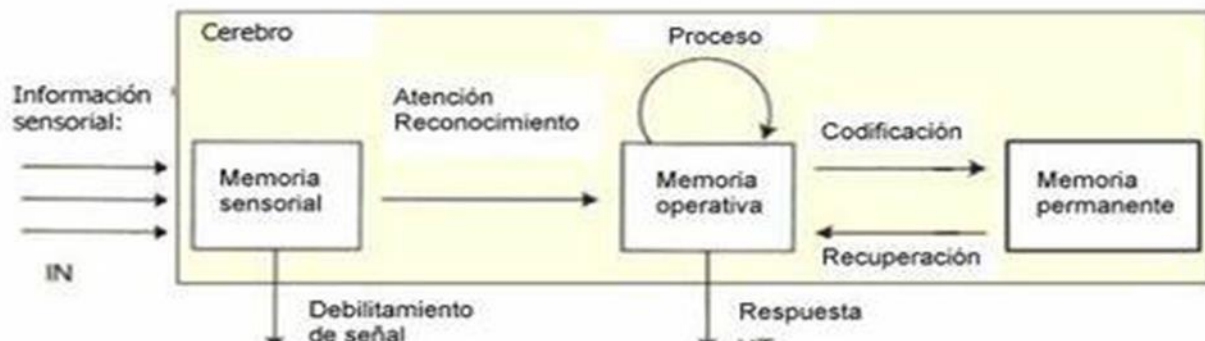 Cerebro
Proceso
Información
sensorial:
Atención
Reconocimiento
Codificación
Memoria
sensorial
Memoria
operativa
Memoria
permanente
Recuperación
IN
Debilitamiento
de señal
Respuesta